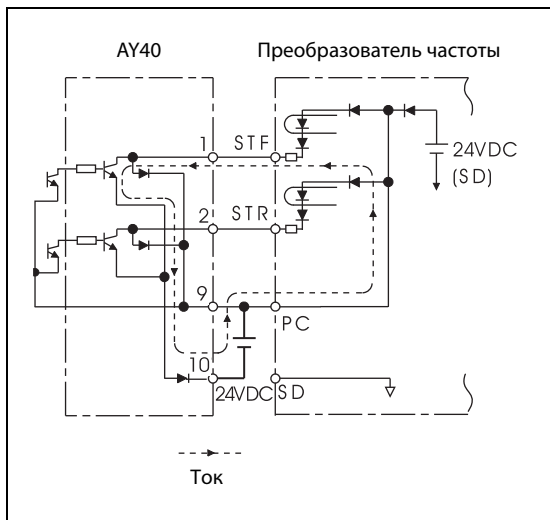 AY40
Преобразователь частоты
1 STF
24VDC
(SD)
2 STR
9
PC
10
24VDC SD
Ток